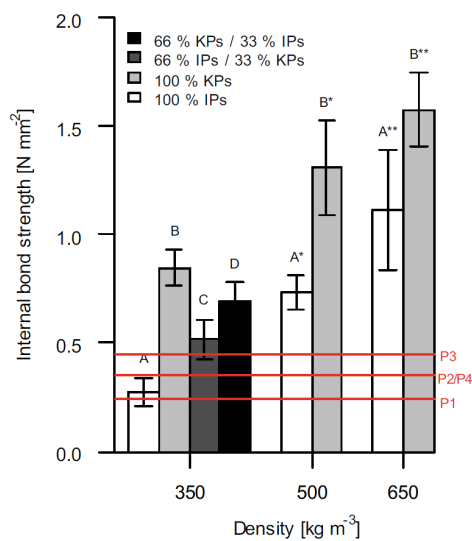 2.0
1.5
1.0
0.5
0.0
Internal bond strength [N mm⁻²]
66 % KPs / 33 % IPs
66 % IPs / 33 % KPs
100 % KPs
100 % IPs
A
B
C
D
A*
B*
A**
B**
P3
P2/P4
P1
350
500
650
Density [kg m⁻³]